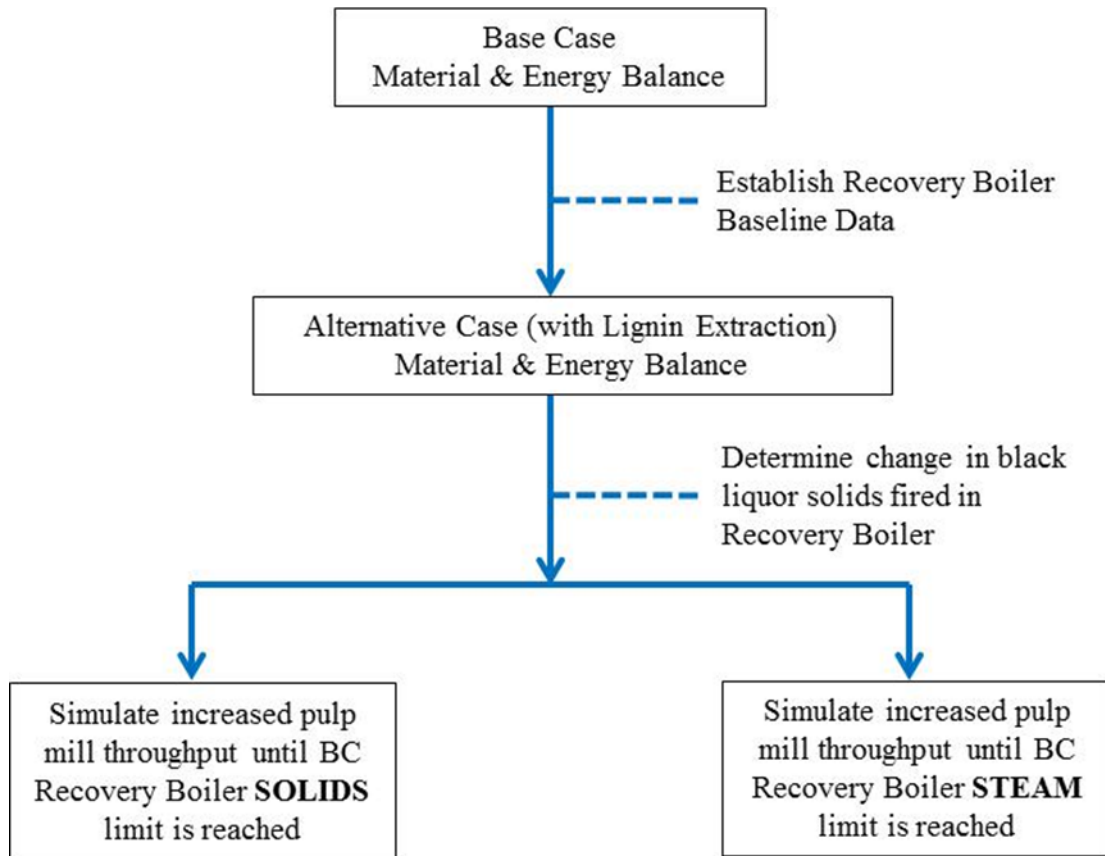 Base Case
Material & Energy Balance
Establish Recovery Boiler
Baseline Data
Alternative Case (with Lignin Extraction)
Material & Energy Balance
Determine change in black
liquor solids fired in
Recovery Boiler
Simulate increased pulp
mill throughput until BC
Recovery Boiler SOLIDS
limit is reached
Simulate increased pulp
mill throughput until BC
Recovery Boiler STEAM
limit is reached